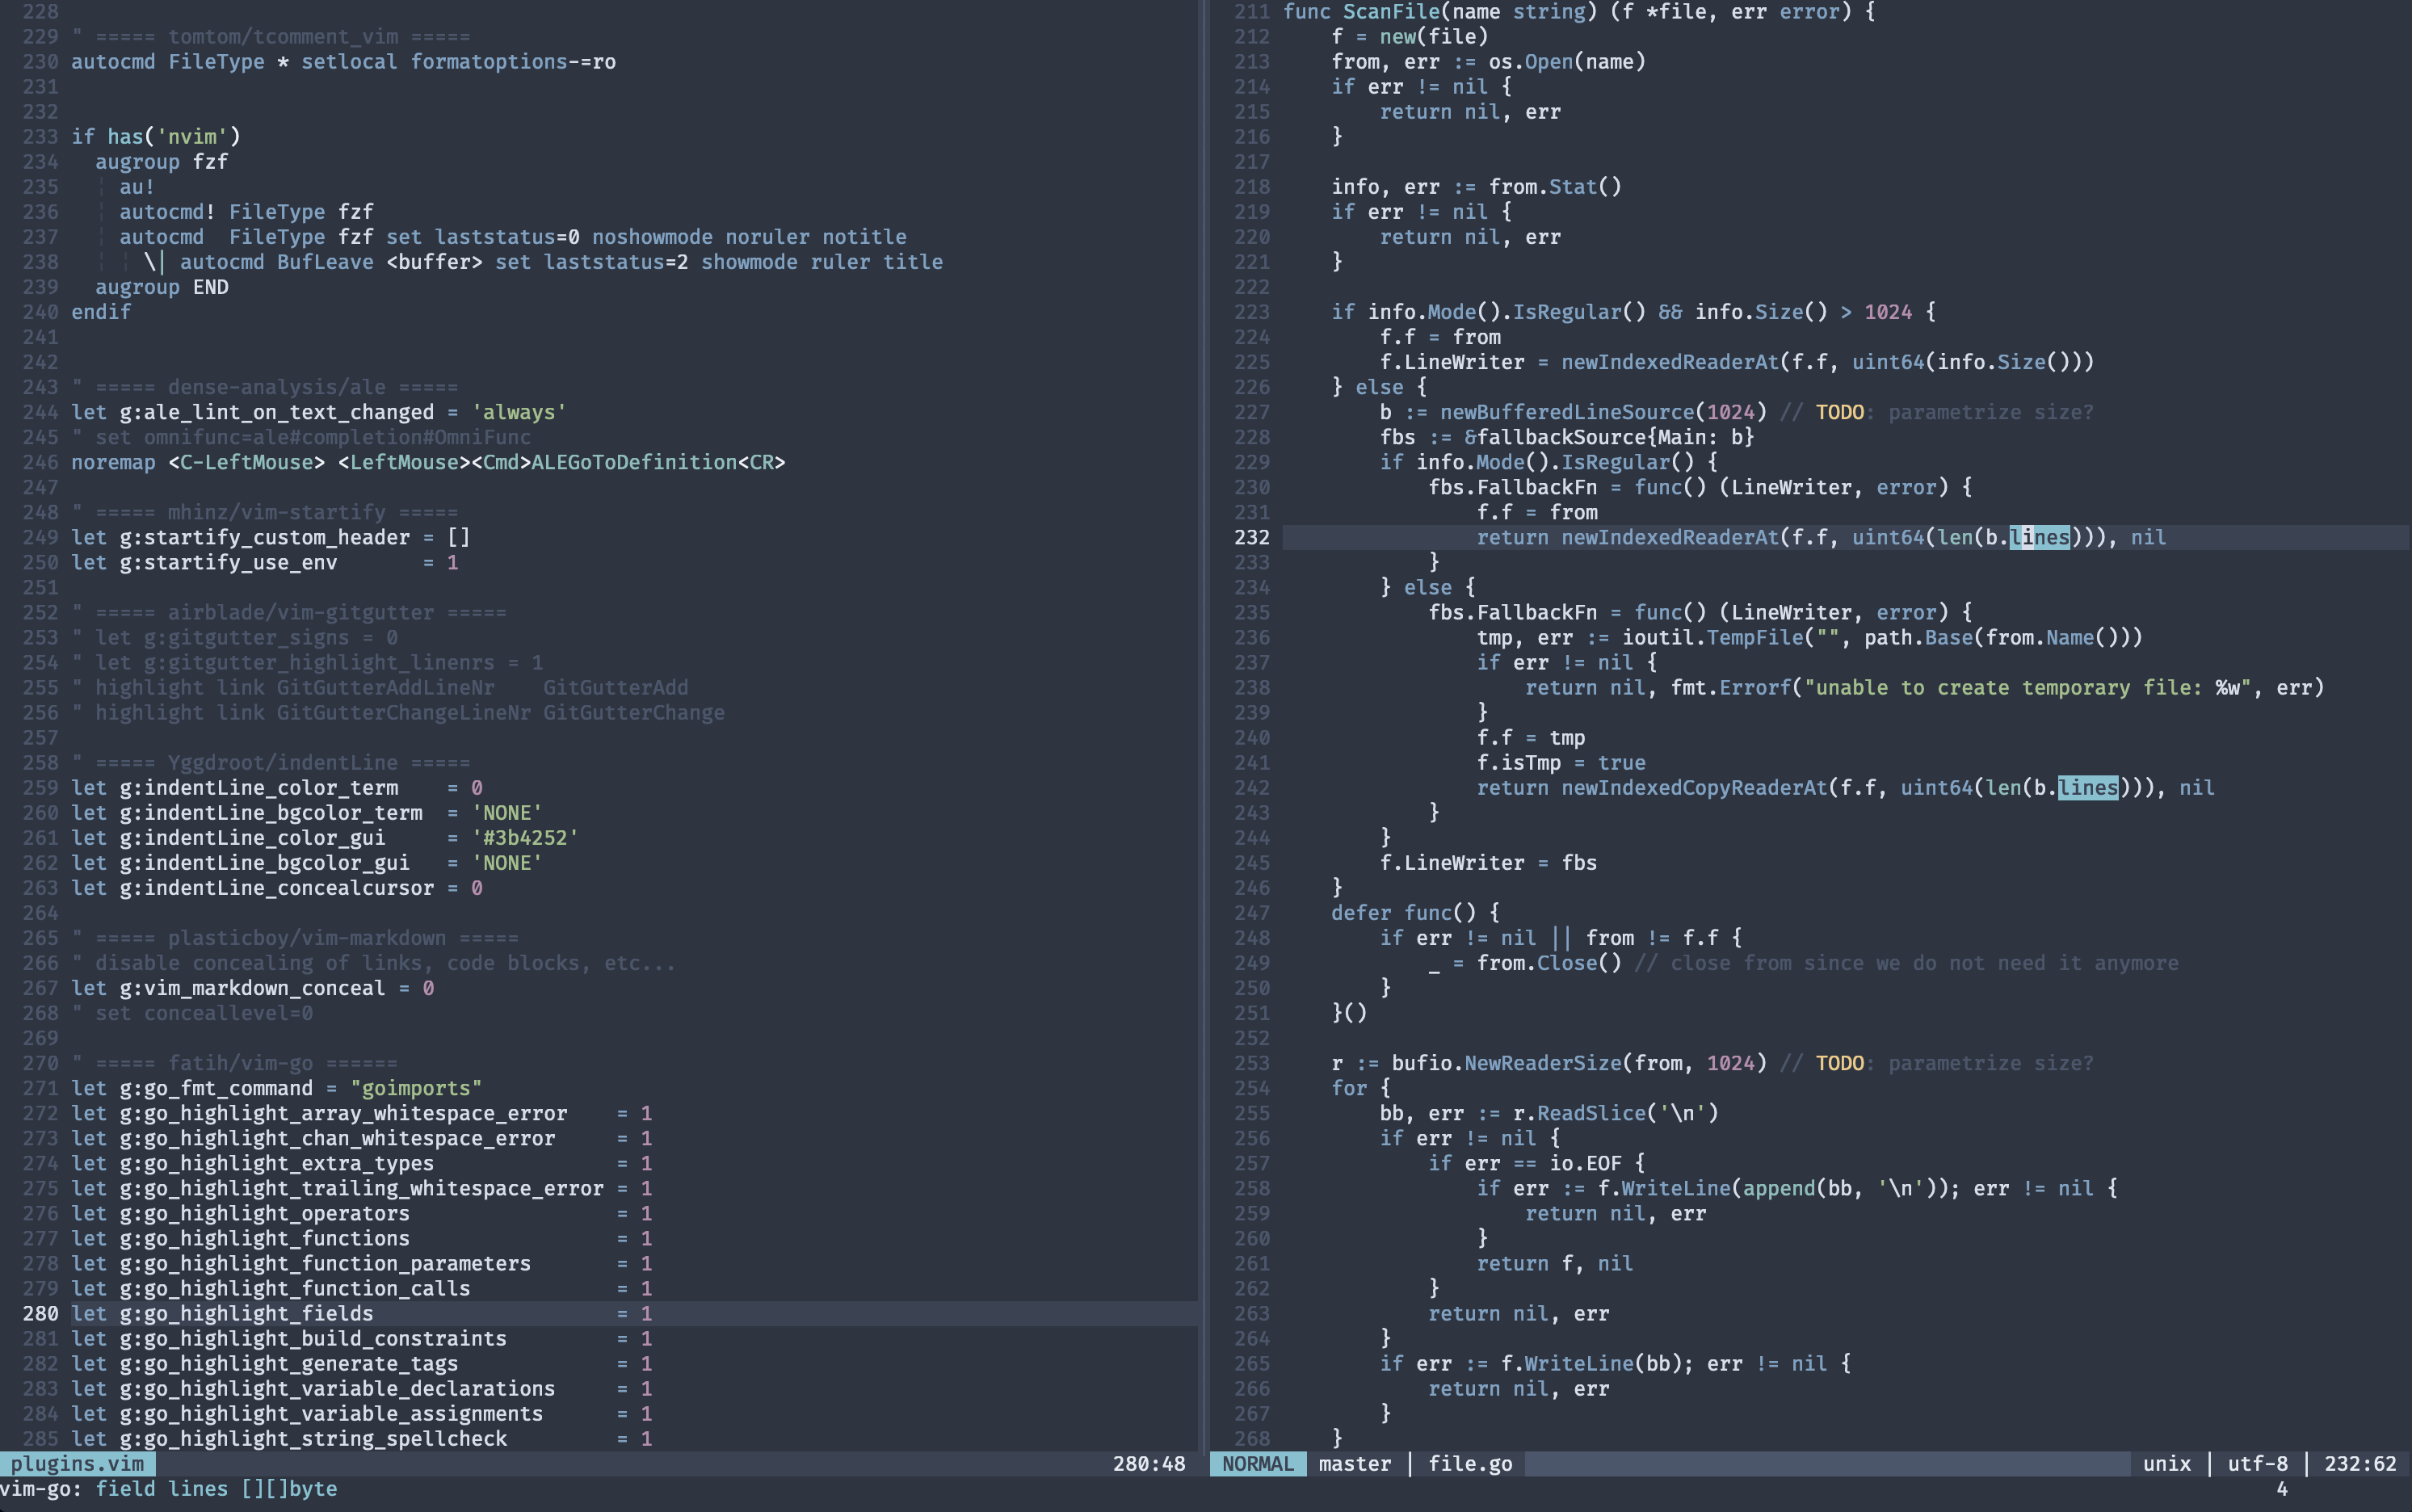 228
229 " ===== tomtom/tcomment_vim =====
230 autocmd FileType * setlocal formatoptions-=ro
231
232
233 if has('nvim')
234   augroup fzf
235   ¦ au!
236   ¦ autocmd! FileType fzf
237   ¦ autocmd  FileType fzf set laststatus=0 noshowmode noruler notitle
238   ¦ ¦ \| autocmd BufLeave <buffer> set laststatus=2 showmode ruler title
239   augroup END
240 endif
241
242
243 " ===== dense-analysis/ale =====
244 let g:ale_lint_on_text_changed = 'always'
245 " set omnifunc=ale#completion#OmniFunc
246 noremap <C-LeftMouse> <LeftMouse><Cmd>ALEGoToDefinition<CR>
247
248 " ===== mhinz/vim-startify =====
249 let g:startify_custom_header = []
250 let g:startify_use_env       = 1
251
252 " ===== airblade/vim-gitgutter =====
253 " let g:gitgutter_signs = 0
254 " let g:gitgutter_highlight_linenrs = 1
255 " highlight link GitGutterAddLineNr    GitGutterAdd
256 " highlight link GitGutterChangeLineNr GitGutterChange
257
258 " ===== Yggdroot/indentLine =====
259 let g:indentLine_color_term    = 0
260 let g:indentLine_bgcolor_term  = 'NONE'
261 let g:indentLine_color_gui     = '#3b4252'
262 let g:indentLine_bgcolor_gui   = 'NONE'
263 let g:indentLine_concealcursor = 0
264
265 " ===== plasticboy/vim-markdown =====
266 " disable concealing of links, code blocks, etc...
267 let g:vim_markdown_conceal = 0
268 " set conceallevel=0
269
270 " ===== fatih/vim-go ======
271 let g:go_fmt_command = "goimports"
272 let g:go_highlight_array_whitespace_error    = 1
273 let g:go_highlight_chan_whitespace_error     = 1
274 let g:go_highlight_extra_types               = 1
275 let g:go_highlight_trailing_whitespace_error = 1
276 let g:go_highlight_operators                 = 1
277 let g:go_highlight_functions                 = 1
278 let g:go_highlight_function_parameters       = 1
279 let g:go_highlight_function_calls            = 1
280 let g:go_highlight_fields                    = 1
281 let g:go_highlight_build_constraints         = 1
282 let g:go_highlight_generate_tags             = 1
283 let g:go_highlight_variable_declarations     = 1
284 let g:go_highlight_variable_assignments      = 1
285 let g:go_highlight_string_spellcheck         = 1
plugins.vim 280:48
211 func ScanFile(name string) (f *file, err error) {
212     f = new(file)
213     from, err := os.Open(name)
214     if err != nil {
215         return nil, err
216     }
217
218     info, err := from.Stat()
219     if err != nil {
220         return nil, err
221     }
222
223     if info.Mode().IsRegular() && info.Size() > 1024 {
224         f.f = from
225         f.LineWriter = newIndexedReaderAt(f.f, uint64(info.Size()))
226     } else {
227         b := newBufferedLineSource(1024) // TODO: parametrize size?
228         fbs := &fallbackSource{Main: b}
229         if info.Mode().IsRegular() {
230             fbs.FallbackFn = func() (LineWriter, error) {
231                 f.f = from
232                 return newIndexedReaderAt(f.f, uint64(len(b.lines))), nil
233             }
234         } else {
235             fbs.FallbackFn = func() (LineWriter, error) {
236                 tmp, err := ioutil.TempFile("", path.Base(from.Name()))
237                 if err != nil {
238                     return nil, fmt.Errorf("unable to create temporary file: %w", err)
239                 }
240                 f.f = tmp
241                 f.isTmp = true
242                 return newIndexedCopyReaderAt(f.f, uint64(len(b.lines))), nil
243             }
244         }
245         f.LineWriter = fbs
246     }
247     defer func() {
248         if err != nil || from != f.f {
249             _ = from.Close() // close from since we do not need it anymore
250         }
251     }()
252
253     r := bufio.NewReaderSize(from, 1024) // TODO: parametrize size?
254     for {
255         bb, err := r.ReadSlice('\n')
256         if err != nil {
257             if err == io.EOF {
258                 if err := f.WriteLine(append(bb, '\n')); err != nil {
259                     return nil, err
260                 }
261                 return f, nil
262             }
263             return nil, err
264         }
265         if err := f.WriteLine(bb); err != nil {
266             return nil, err
267         }
268     }
NORMAL master | file.go unix | utf-8 | 232:62
vim-go: field lines [][]byte 4